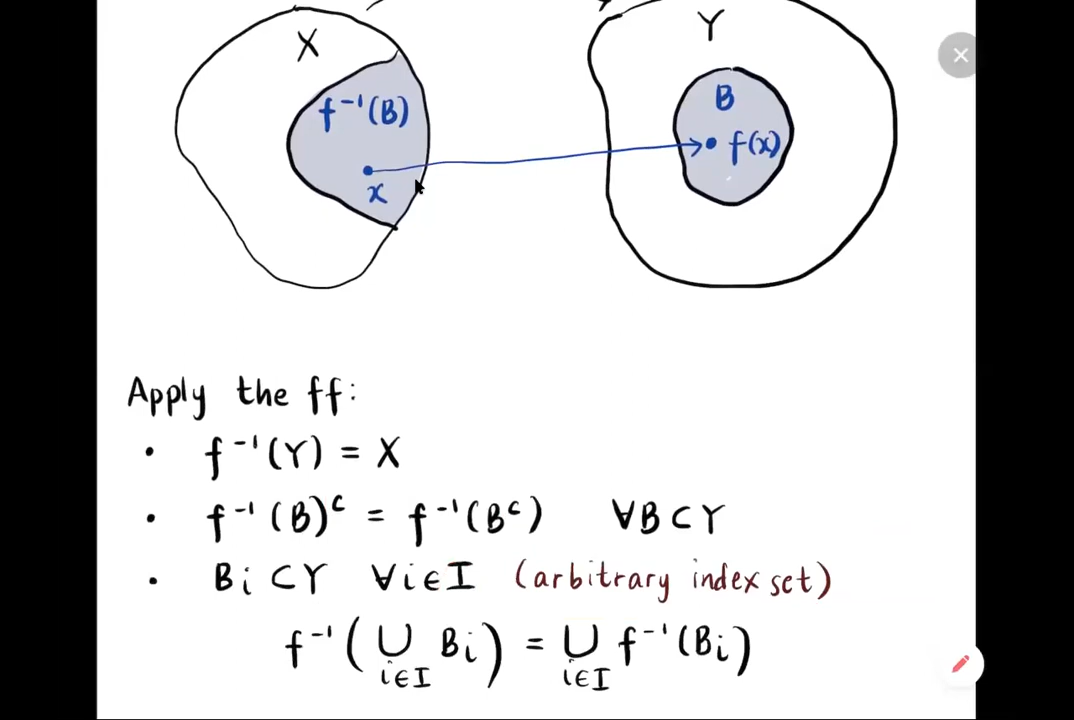 X
Y
f⁻¹(B)
B
f(x)
x
Apply the ff:
• f⁻¹(Y) = X
• f⁻¹(B)ᶜ = f⁻¹(Bᶜ) ∀B⊂Y
• Bi⊂Y ∀i∈I (arbitrary index set)
f⁻¹(⋃ Bi) = ⋃ f⁻¹(Bi)
i∈I i∈I